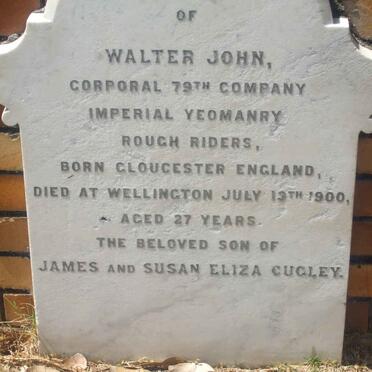 OF
WALTER JOHN,
CORPORAL 79TH COMPANY
IMPERIAL YEOMANRY
ROUGH RIDERS,
BORN GLOUCESTER ENGLAND,
DIED AT WELLINGTON JULY 13TH 1900,
AGED 27 YEARS.
THE BELOVED SON OF
JAMES AND SUSAN ELIZA CUGLEY.